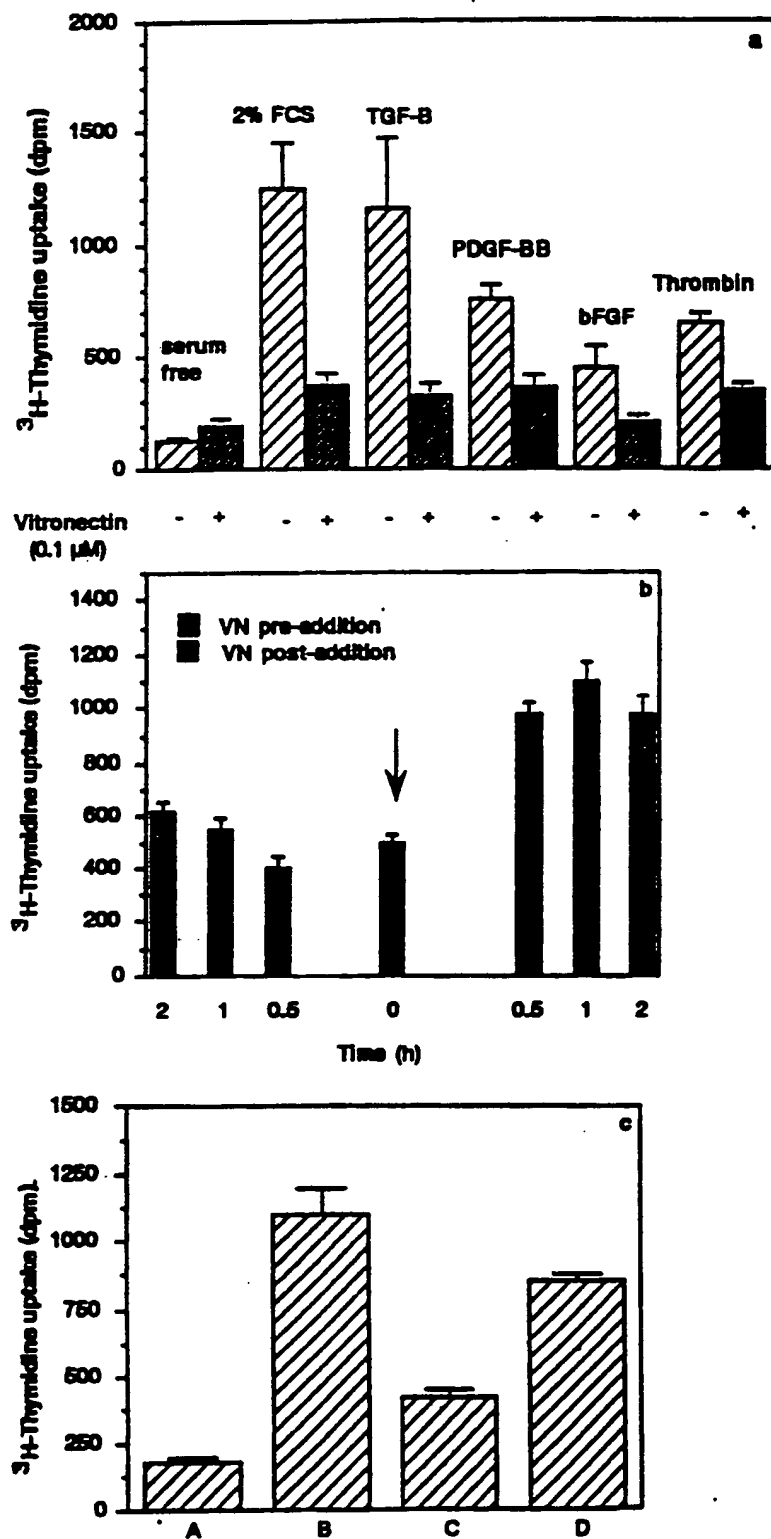 a
2000
1500
1000
500
0
³H-Thymidine uptake (dpm)
2% FCS
TGF-B
PDGF-BB
Thrombin
bFGF
serum
free
Vitronectin
(0.1 µM)
- + - + - + - + - + - +
b
1400
1200
1000
800
600
400
200
0
³H-Thymidine uptake (dpm)
VN pre-addition
VN post-addition
2 1 0.5 0 0.5 1 2
Time (h)
c
1500
1250
1000
750
500
250
0
³H-Thymidine uptake (dpm).
A B C D